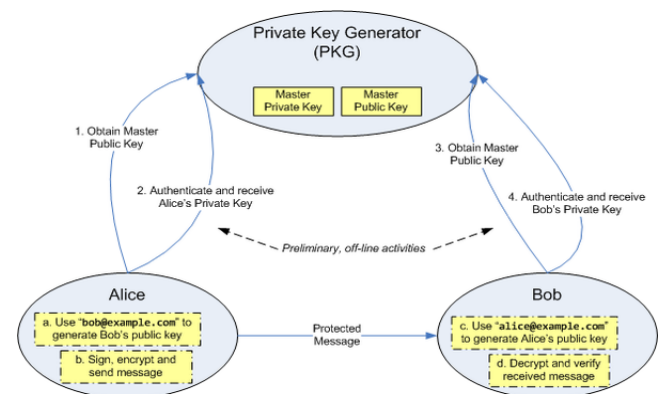 Private Key Generator
(PKG)
Master
Private Key
Master
Public Key
1. Obtain Master
Public Key
2. Authenticate and receive
Alice's Private Key
3. Obtain Master
Public Key
4. Authenticate and receive
Bob's Private Key
Preliminary, off-line activities
Alice
a. Use "bob@example.com" to
generate Bob's public key
b. Sign, encrypt and
send message
Protected
Message
Bob
c. Use "alice@example.com"
to generate Alice's public key
d. Decrypt and verify
received message